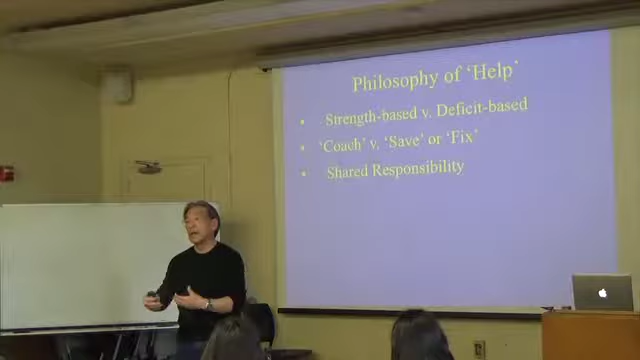 Philosophy of 'Help'
• Strength-based v. Deficit-based
• 'Coach' v. 'Save' or 'Fix'
• Shared Responsibility